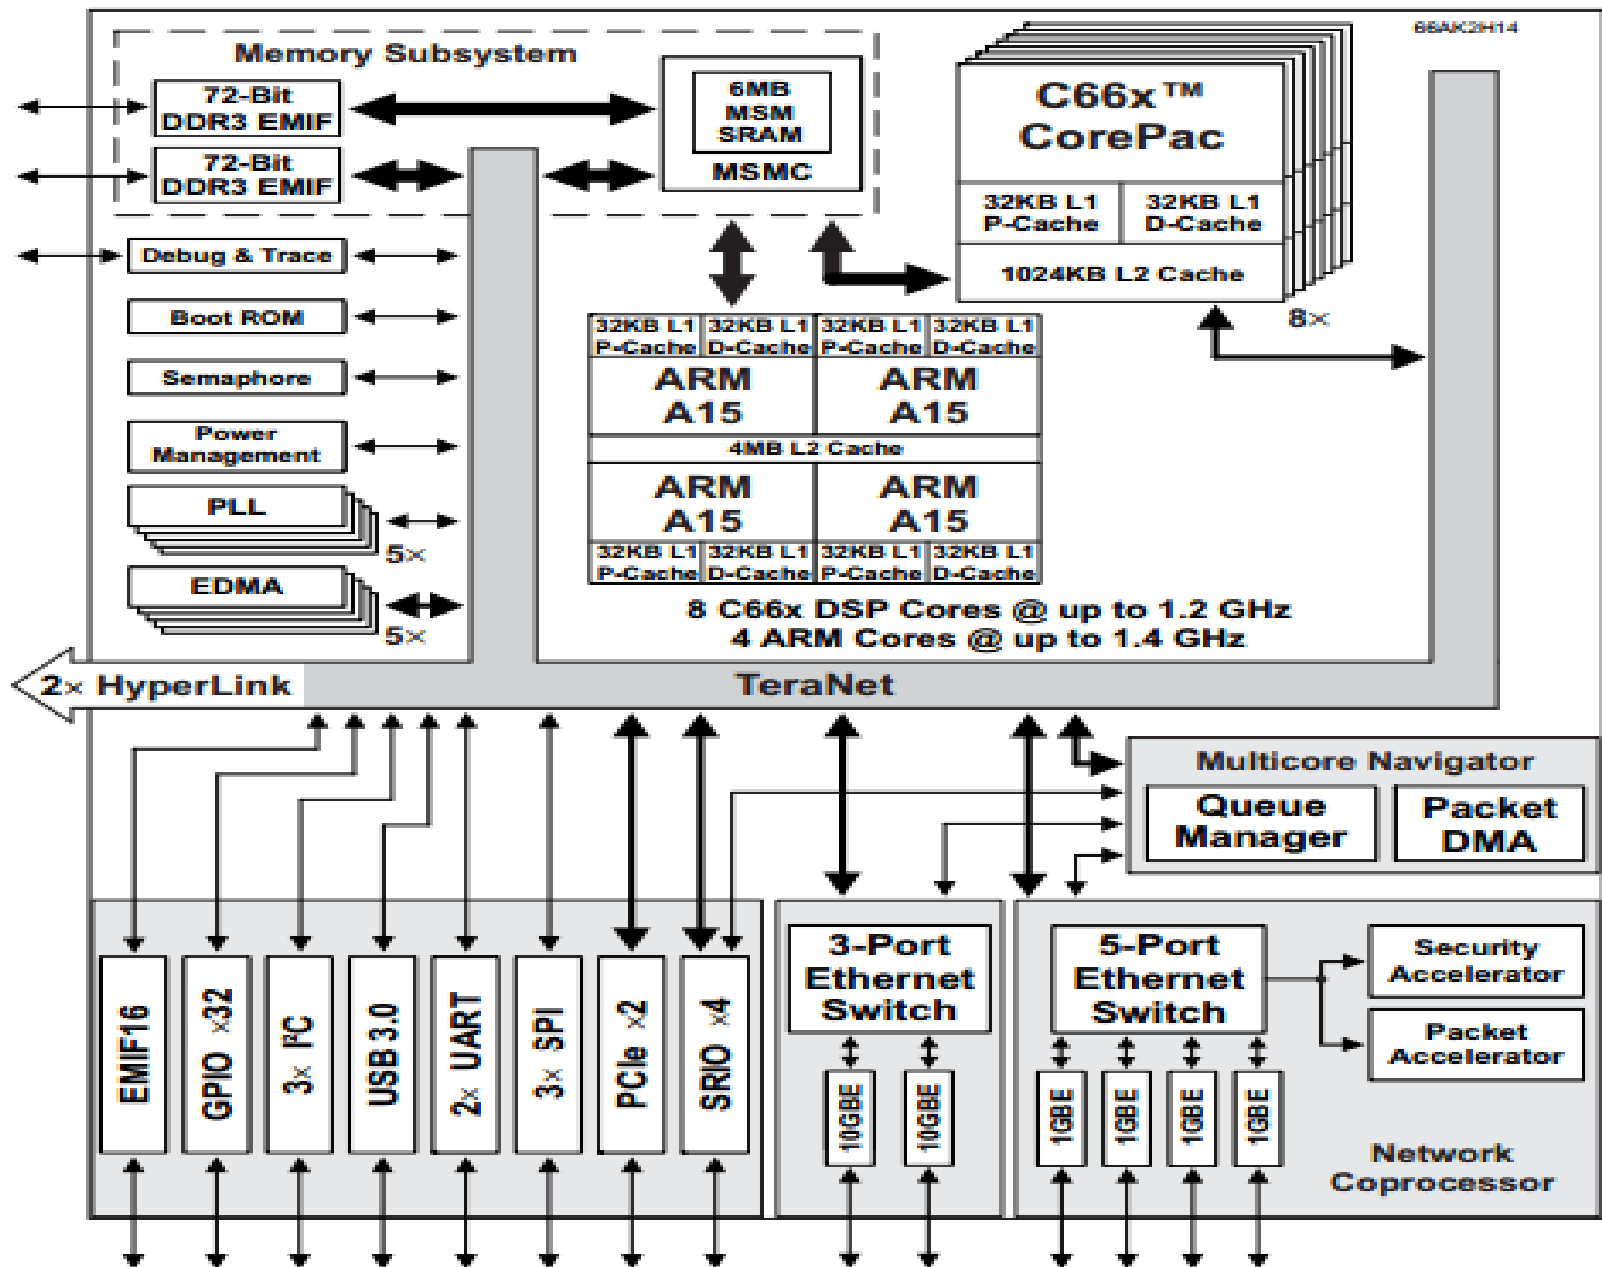 66AK2H14
Memory Subsystem
72-Bit
DDR3 EMIF
72-Bit
DDR3 EMIF
6MB
MSM
SRAM
MSMC
C66x™
CorePac
32KB L1
P-Cache
32KB L1
D-Cache
1024KB L2 Cache
8×
Debug & Trace
Boot ROM
Semaphore
Power
Management
PLL
5×
EDMA
5×
32KB L1
P-Cache
32KB L1
D-Cache
32KB L1
P-Cache
32KB L1
D-Cache
ARM
A15
ARM
A15
4MB L2 Cache
ARM
A15
ARM
A15
32KB L1
P-Cache
32KB L1
D-Cache
32KB L1
P-Cache
32KB L1
D-Cache
8 C66x DSP Cores @ up to 1.2 GHz
4 ARM Cores @ up to 1.4 GHz
2× HyperLink
TeraNet
Multicore Navigator
Queue
Manager
Packet
DMA
EMIF16
GPIO ×32
3× I²C
USB 3.0
2× UART
3× SPI
PCIe ×2
SRIO ×4
3-Port
Ethernet
Switch
10GBE
10GBE
5-Port
Ethernet
Switch
1GBE
1GBE
1GBE
1GBE
Security
Accelerator
Packet
Accelerator
Network
Coprocessor